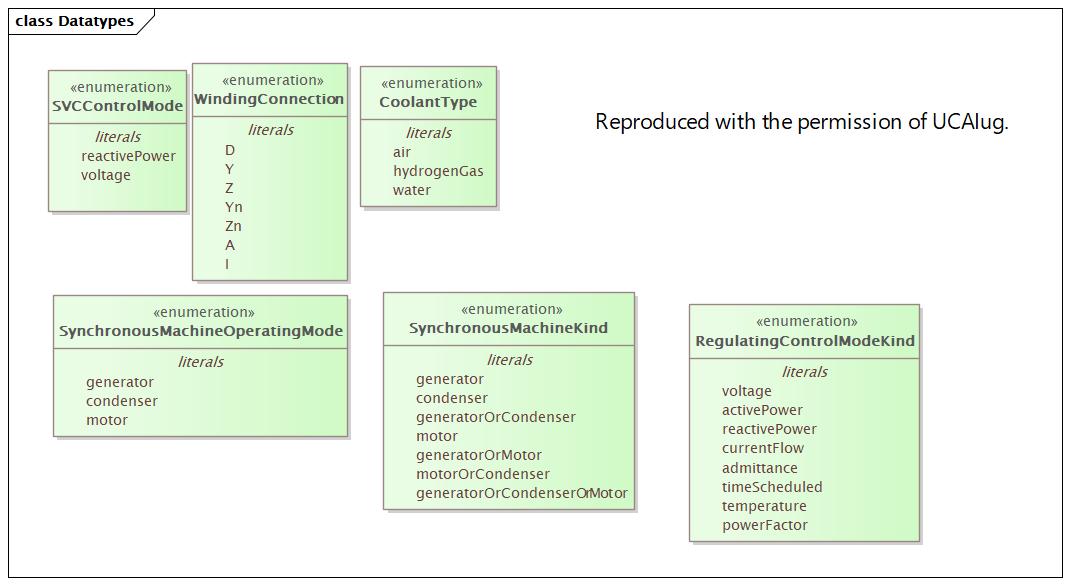 class Datatypes
«enumeration»
SVCControlMode
literals
reactivePower
voltage
«enumeration»
WindingConnection
literals
D
Y
Z
Yn
Zn
A
I
«enumeration»
CoolantType
literals
air
hydrogenGas
water
Reproduced with the permission of UCAIug.
«enumeration»
SynchronousMachineOperatingMode
literals
generator
condenser
motor
«enumeration»
SynchronousMachineKind
literals
generator
condenser
generatorOrCondenser
motor
generatorOrMotor
motorOrCondenser
generatorOrCondenserOrMotor
«enumeration»
RegulatingControlModeKind
literals
voltage
activePower
reactivePower
currentFlow
admittance
timeScheduled
temperature
powerFactor